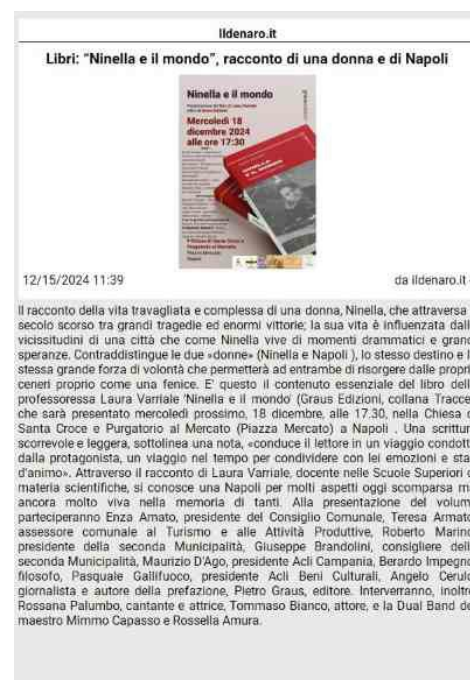 ildenaro.it
Libri: "Ninella e il mondo", racconto di una donna e di Napoli
Ninella e il mondo
Mercoledì 18
dicembre 2024
alle ore 17:30
12/15/2024 11:39
da ildenaro.it
Il racconto della vita travagliata e complessa di una donna, Ninella, che attraversa
secolo scorso tra grandi tragedie ed enormi vittorie; la sua vita è influenzata dall
vicissitudini di una città che come Ninella vive di momenti drammatici e grand
speranze. Contraddistingue le due «donne» (Ninella e Napoli ), lo stesso destino e l
stessa grande forza di volontà che permetterà ad entrambe di risorgere dalle propri
ceneri proprio come una fenice. E' questo il contenuto essenziale del libro dell
professoressa Laura Varriale 'Ninella e il mondo' (Graus Edizioni, collana Tracce
che sarà presentato mercoledì prossimo, 18 dicembre, alle 17.30, nella Chiesa d
Santa Croce e Purgatorio al Mercato (Piazza Mercato) a Napoli . Una scrittur
scorrevole e leggera, sottolinea una nota, «conduce il lettore in un viaggio condott
dalla protagonista, un viaggio nel tempo per condividere con lei emozioni e sta
d'animo». Attraverso il racconto di Laura Varriale, docente nelle Scuole Superiori d
materia scientifiche, si conosce una Napoli per molti aspetti oggi scomparsa m
ancora molto viva nella memoria di tanti. Alla presentazione del volum
parteciperanno Enza Amato, presidente del Consiglio Comunale, Teresa Armato
assessore comunale al Turismo e alle Attività Produttive, Roberto Marino
presidente della seconda Municipalità, Giuseppe Brandolini, consigliere dell
seconda Municipalità, Maurizio D'Ago, presidente Acli Campania, Berardo Impegno
filosofo, Pasquale Gallifuoco, presidente Acli Beni Culturali, Angelo Cerulo
giornalista e autore della prefazione, Pietro Graus, editore. Interverranno, inoltre
Rossana Palumbo, cantante e attrice, Tommaso Bianco, attore, e la Dual Band de
maestro Mimmo Capasso e Rossella Amura.